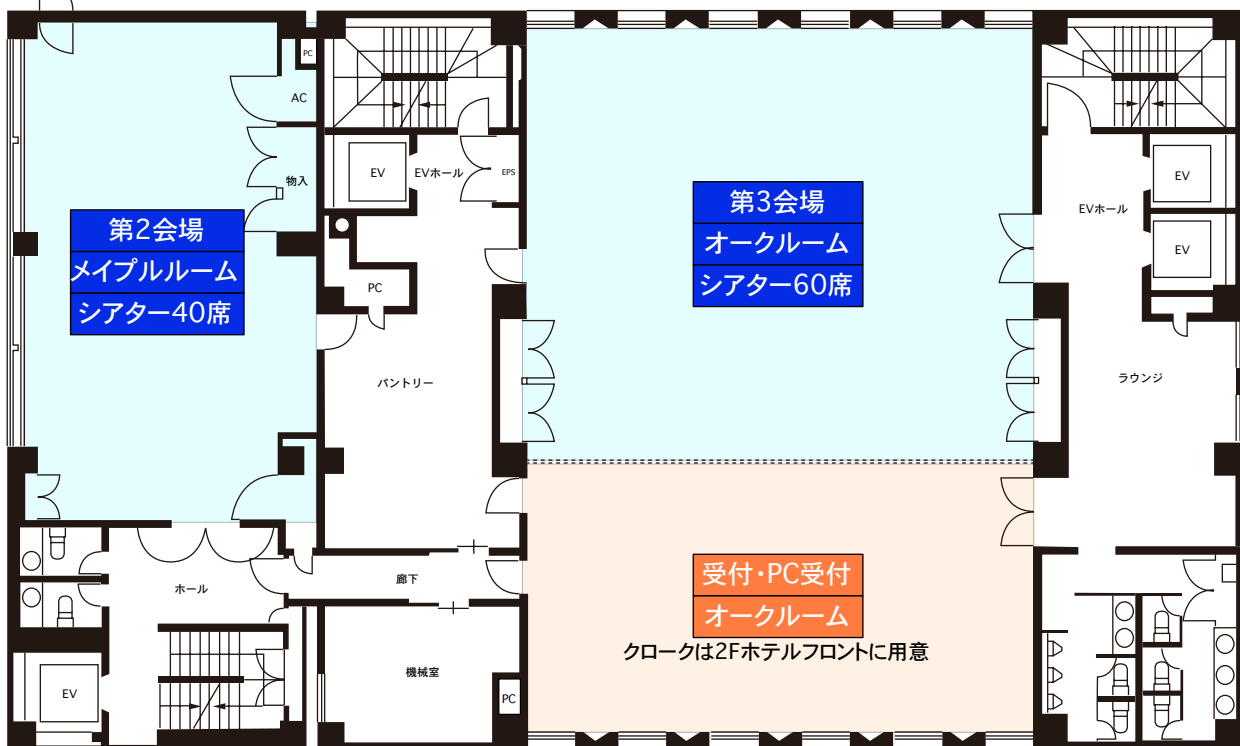 PC
AC
物入
第2会場
メイプルルーム
シアター40席
EV
EVホール
EPS
PC
パントリー
第3会場
オークルーム
シアター60席
EVホール
EV
EV
ラウンジ
ホール
廊下
EV
機械室
PC
受付・PC受付
オークルーム
クロークは2Fホテルフロントに用意